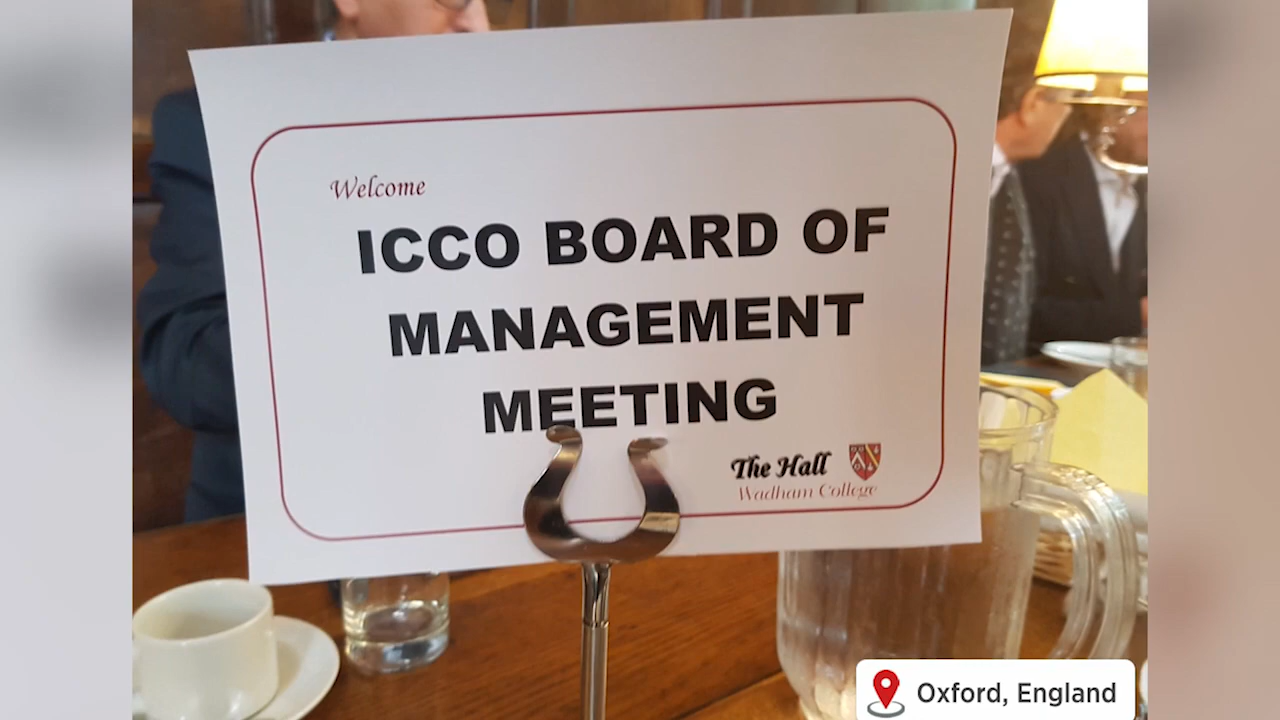 Welcome
ICCO BOARD OF
MANAGEMENT
MEETING
The Hall
Wadham College
Oxford, England